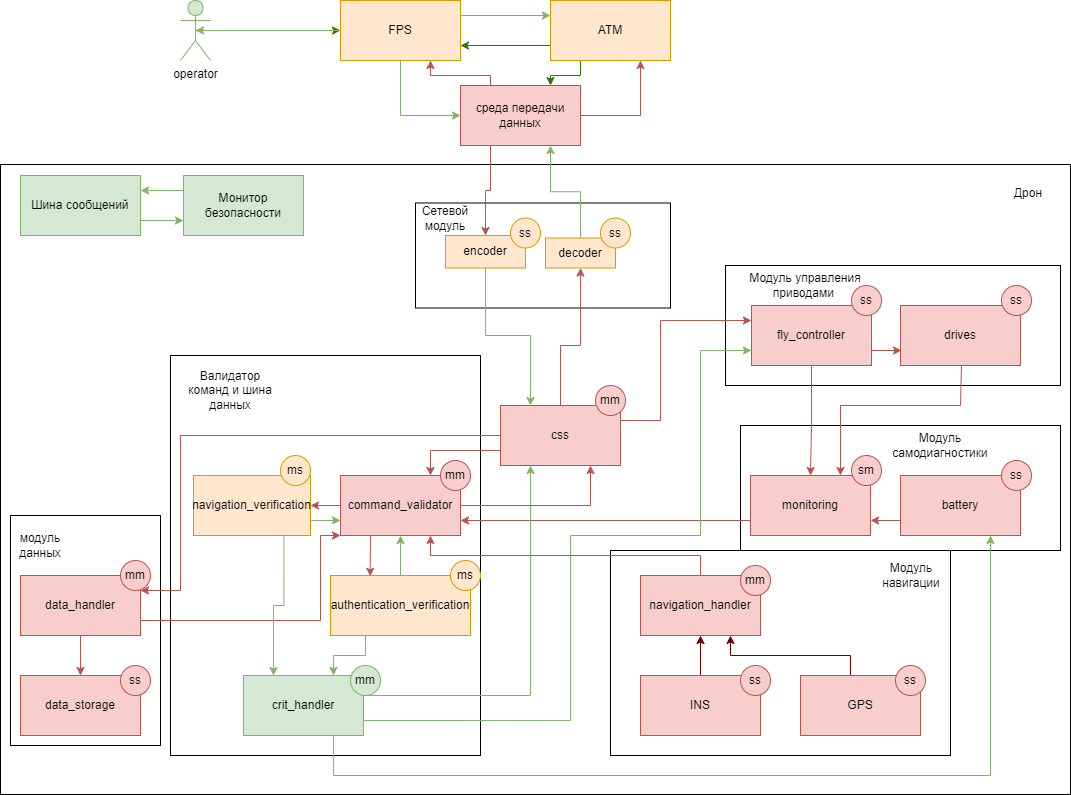 FPS
ATM
operator
среда передачи
данных
Шина сообщений
Монитор
безопасности
Дрон
Сетевой
модуль
ss
ss
encoder
decoder
Модуль управления
приводами
ss
ss
fly_controller
drives
Валидатор
команд и шина
данных
mm
css
Модуль
самодиагностики
ms
mm
sm
ss
navigation_verification
command_validator
monitoring
battery
модуль
данных
mm
data_handler
ms
authentication_verification
Модуль
навигации
mm
navigation_handler
ss
data_storage
mm
crit_handler
ss
INS
ss
GPS